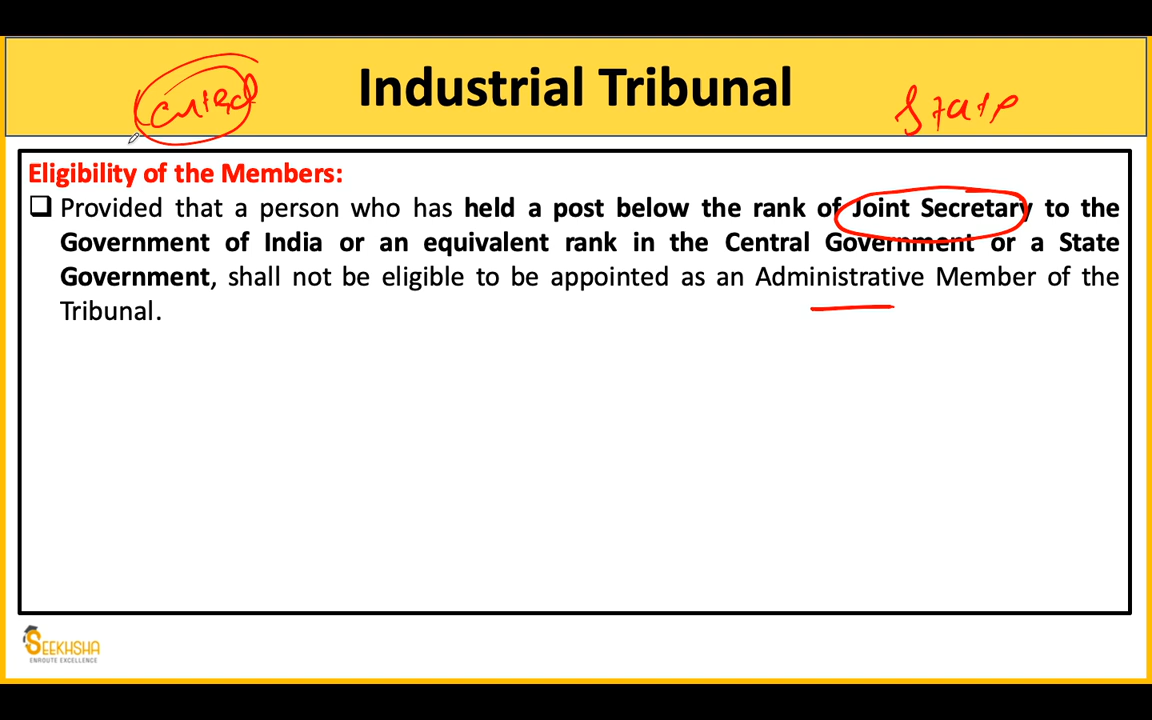 Industrial Tribunal
Central
State
Eligibility of the Members:
❑ Provided that a person who has held a post below the rank of Joint Secretary to the
Government of India or an equivalent rank in the Central Government or a State
Government, shall not be eligible to be appointed as an Administrative Member of the
Tribunal.
SEEKHSHA
ENROUTE EXCELLENCE